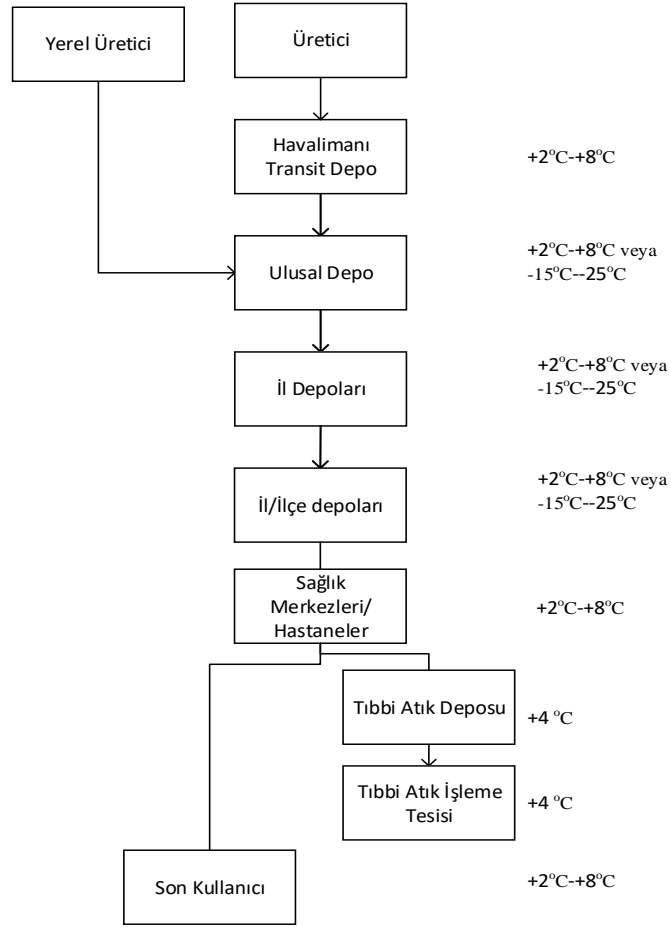 Yerel Üretici
Üretici
Havalimanı
Transit Depo
+2°C-+8°C
Ulusal Depo
+2°C-+8°C veya
-15°C--25°C
İl Depoları
+2°C-+8°C veya
-15°C--25°C
İl/İlçe depoları
+2°C-+8°C veya
-15°C--25°C
Sağlık
Merkezleri/
Hastaneler
+2°C-+8°C
Tıbbi Atık Deposu
+4 °C
Tıbbi Atık İşleme
Tesisi
+4 °C
Son Kullanıcı
+2°C-+8°C